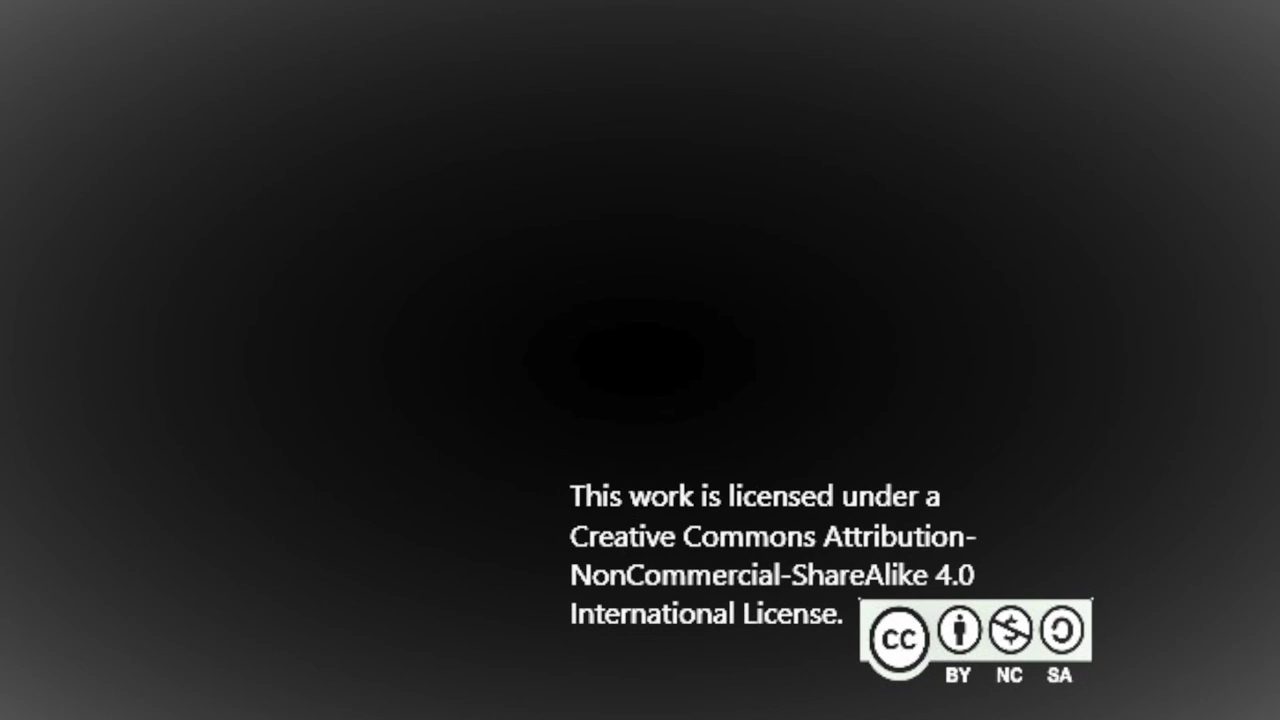 This work is licensed under a
Creative Commons Attribution-
NonCommercial-ShareAlike 4.0
International License.
CC
BY NC SA